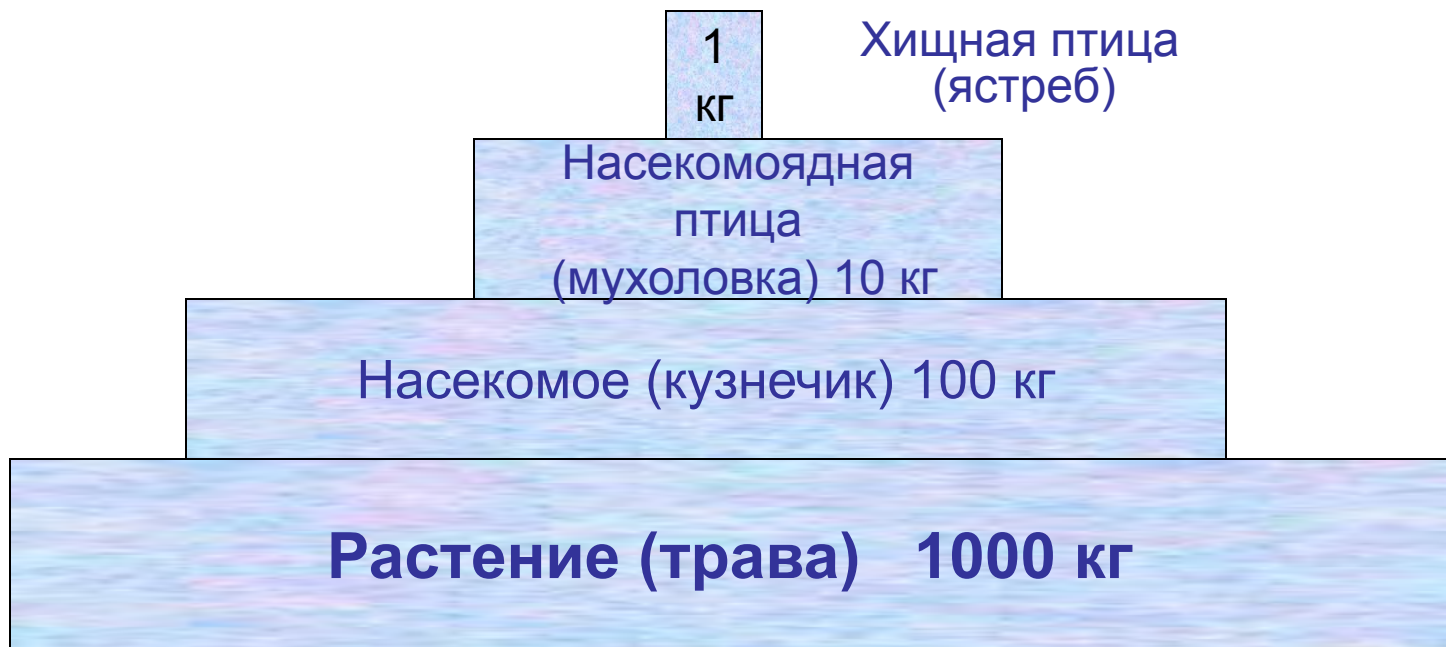 1
кг
Хищная птица
(ястреб)
Насекомоядная
птица
(мухоловка) 10 кг
Насекомое (кузнечик) 100 кг
Растение (трава) 1000 кг